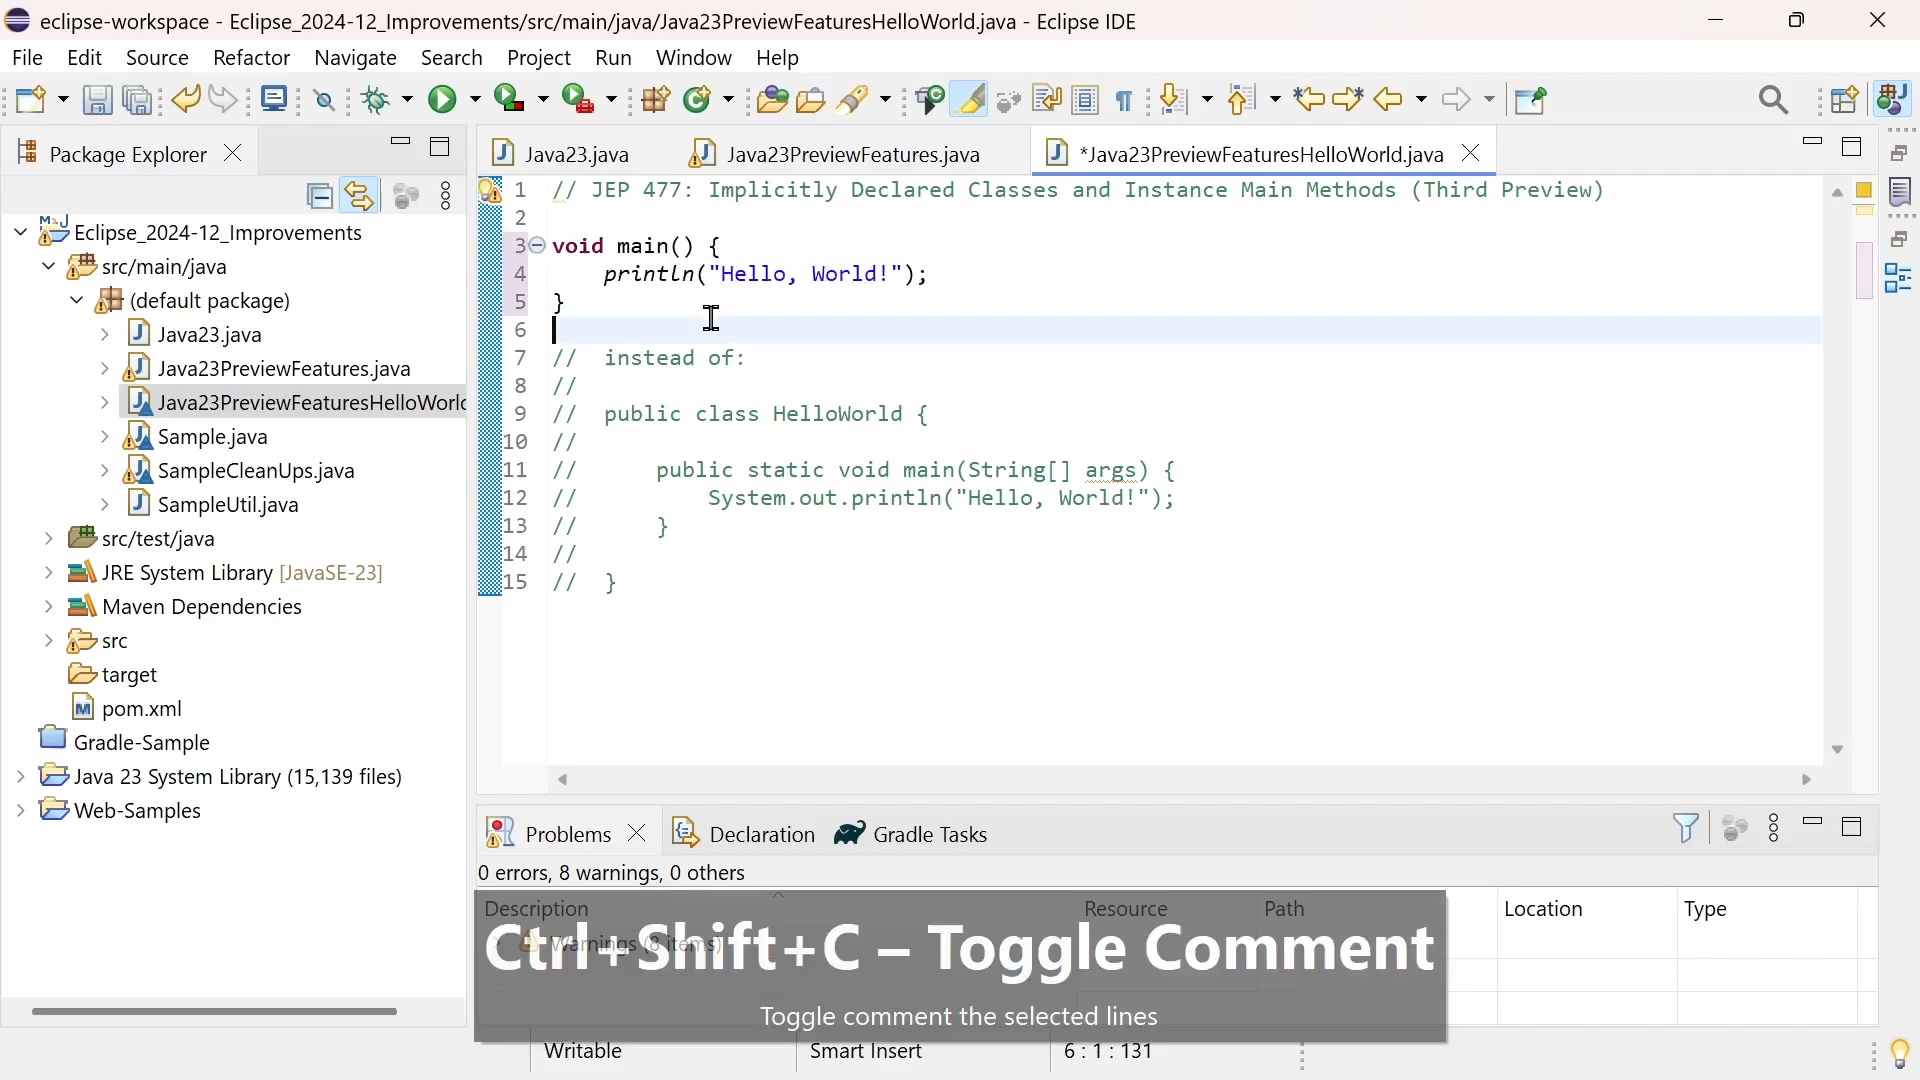 eclipse-workspace - Eclipse_2024-12_Improvements/src/main/java/Java23PreviewFeaturesHelloWorld.java - Eclipse IDE
File Edit Source Refactor Navigate Search Project Run Window Help
Package Explorer
Eclipse_2024-12_Improvements
src/main/java
(default package)
Java23.java
Java23PreviewFeatures.java
Java23PreviewFeaturesHelloWorld
Sample.java
SampleCleanUps.java
SampleUtil.java
src/test/java
JRE System Library [JavaSE-23]
Maven Dependencies
src
target
pom.xml
Gradle-Sample
Java 23 System Library (15,139 files)
Web-Samples
Java23.java Java23PreviewFeatures.java *Java23PreviewFeaturesHelloWorld.java
1 // JEP 477: Implicitly Declared Classes and Instance Main Methods (Third Preview)
2
3 void main() {
4 println("Hello, World!");
5 }
6
7 // instead of:
8 //
9 // public class HelloWorld {
10 //
11 // public static void main(String[] args) {
12 // System.out.println("Hello, World!");
13 // }
14 //
15 // }
Problems Declaration Gradle Tasks
0 errors, 8 warnings, 0 others
Description Resource Path Location Type
Warnings (8 items)
Ctrl+Shift+C – Toggle Comment
Toggle comment the selected lines
Writable Smart Insert 6 : 1 : 131